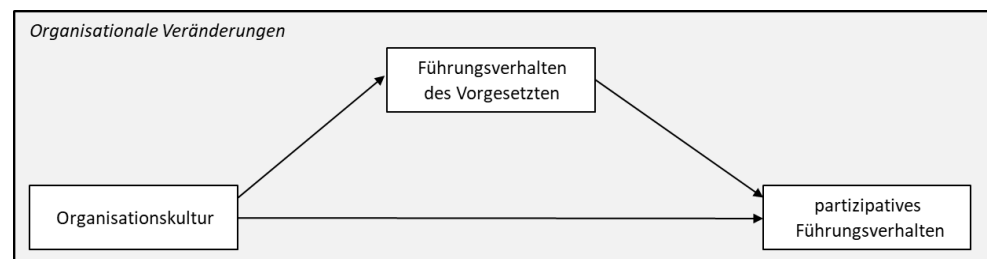 Organisationale Veränderungen
Führungsverhalten
des Vorgesetzten
Organisationskultur
partizipatives
Führungsverhalten